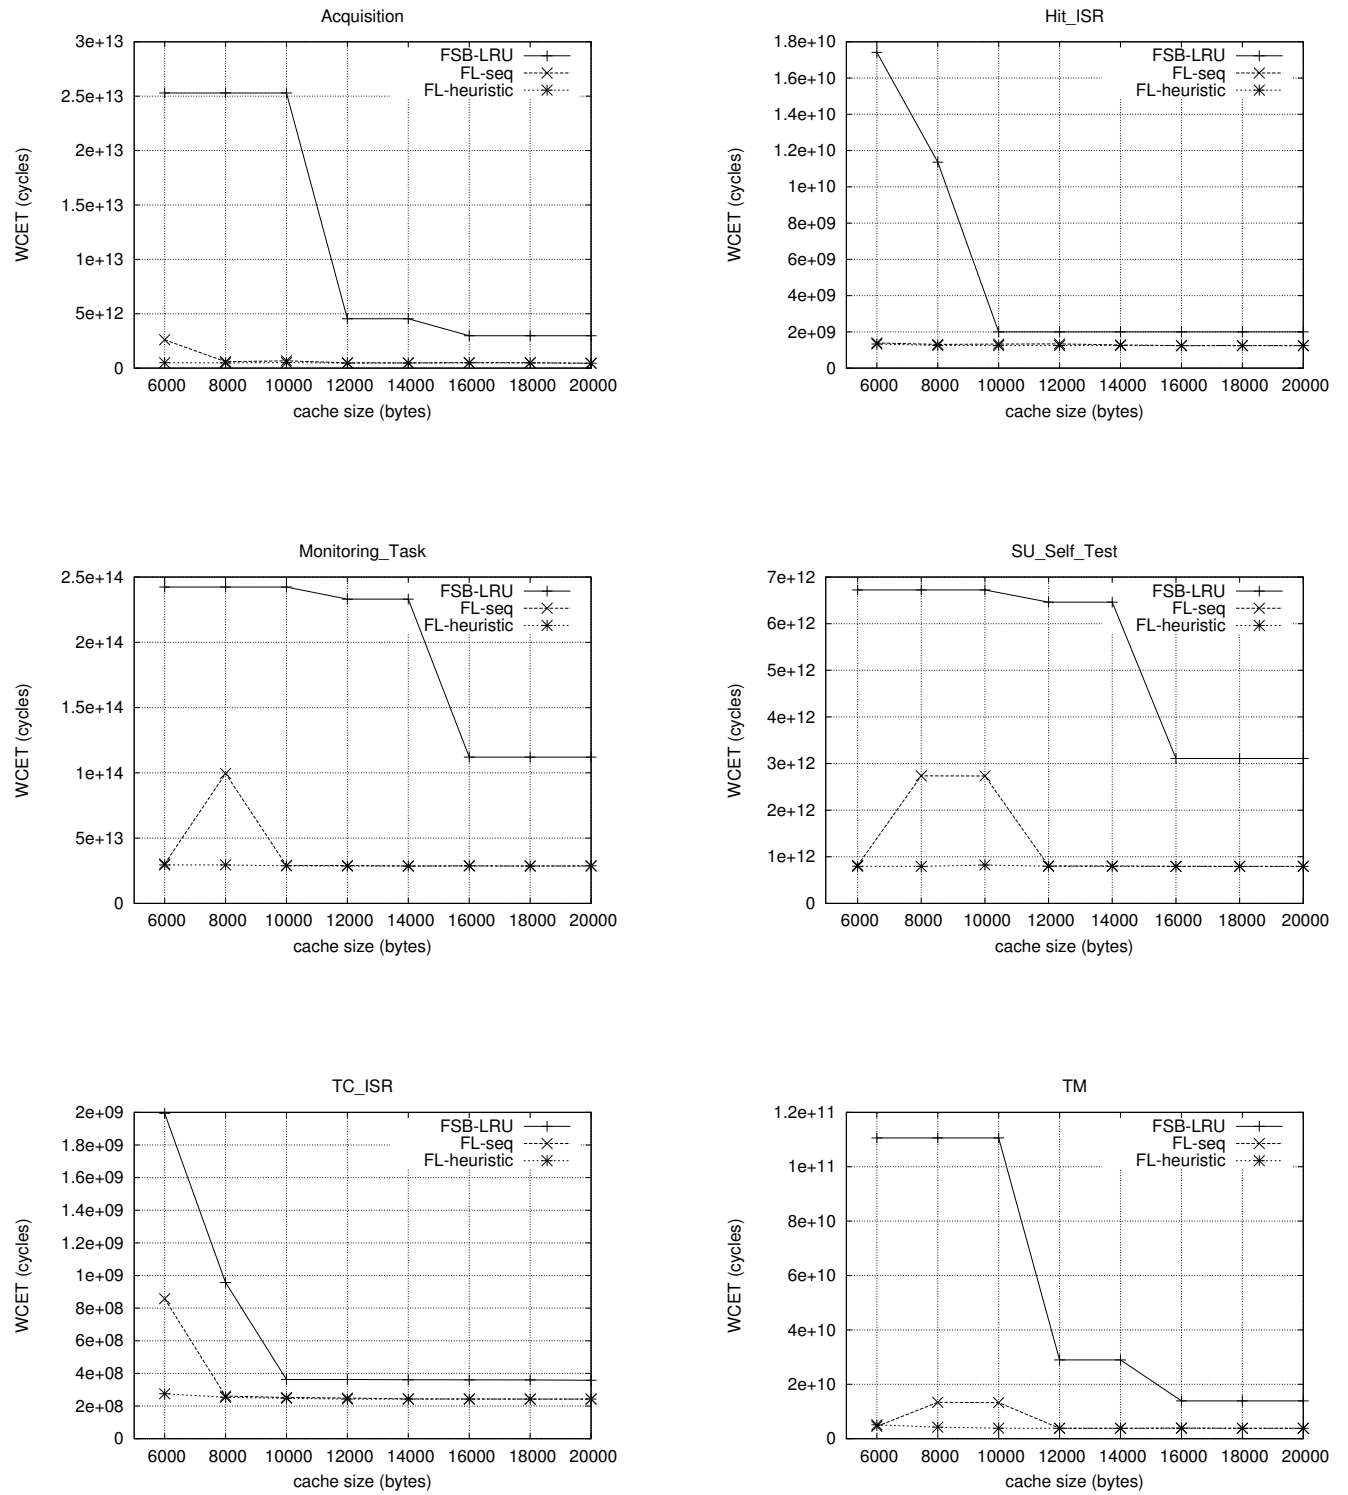 Acquisition
3e+13
2.5e+13
2e+13
1.5e+13
1e+13
5e+12
0
WCET (cycles)
FSB-LRU
FL-seq
FL-heuristic
6000 8000 10000 12000 14000 16000 18000 20000
cache size (bytes)
Hit_ISR
1.8e+10
1.6e+10
1.4e+10
1.2e+10
1e+10
8e+09
6e+09
4e+09
2e+09
0
WCET (cycles)
FSB-LRU
FL-seq
FL-heuristic
6000 8000 10000 12000 14000 16000 18000 20000
cache size (bytes)
Monitoring_Task
2.5e+14
2e+14
1.5e+14
1e+14
5e+13
0
WCET (cycles)
FSB-LRU
FL-seq
FL-heuristic
6000 8000 10000 12000 14000 16000 18000 20000
cache size (bytes)
SU_Self_Test
7e+12
6e+12
5e+12
4e+12
3e+12
2e+12
1e+12
0
WCET (cycles)
FSB-LRU
FL-seq
FL-heuristic
6000 8000 10000 12000 14000 16000 18000 20000
cache size (bytes)
TC_ISR
2e+09
1.8e+09
1.6e+09
1.4e+09
1.2e+09
1e+09
8e+08
6e+08
4e+08
2e+08
0
WCET (cycles)
FSB-LRU
FL-seq
FL-heuristic
6000 8000 10000 12000 14000 16000 18000 20000
cache size (bytes)
TM
1.2e+11
1e+11
8e+10
6e+10
4e+10
2e+10
0
WCET (cycles)
FSB-LRU
FL-seq
FL-heuristic
6000 8000 10000 12000 14000 16000 18000 20000
cache size (bytes)